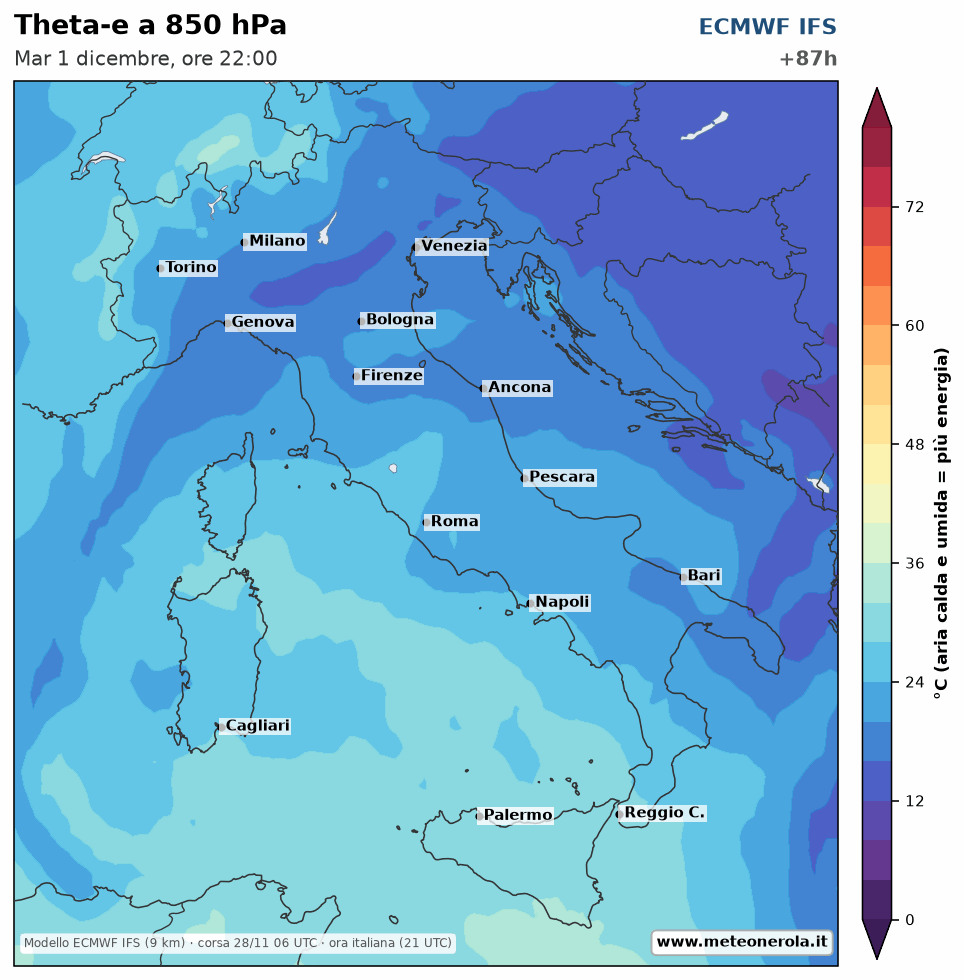 Theta-e a 850 hPa
ECMWF IFS
Mar 1 dicembre, ore 22:00
+87h
Milano
Venezia
Torino
Genova
Bologna
Firenze
Ancona
Pescara
Roma
Bari
Napoli
Cagliari
Palermo
Reggio C.
72
60
48
36
24
12
0
°C (aria calda e umida = più energia)
Modello ECMWF IFS (9 km) · corsa 28/11 06 UTC · ora italiana (21 UTC)
www.meteonerola.it